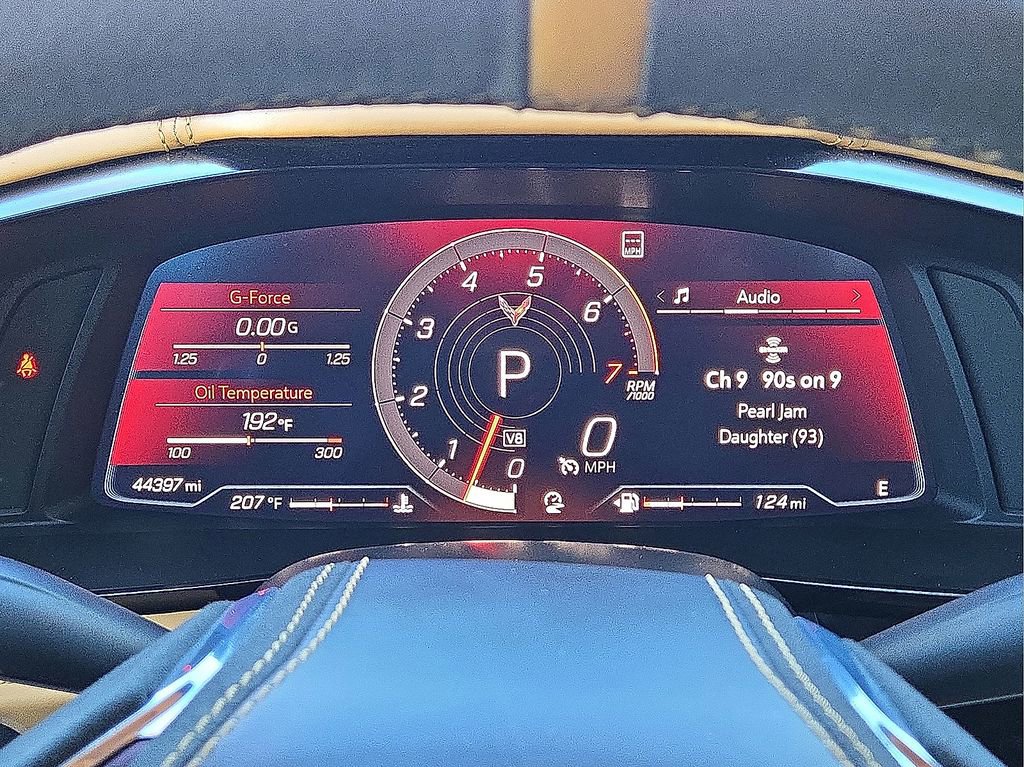 MPH
G-Force
0.00G
1.25 0 1.25
Oil Temperature
192°F
100 300
44397 mi
207 °F
0
1
2
3
4
5
6
7
RPM
/1000
P
V8
0
MPH
Audio
Ch 9 90s on 9
Pearl Jam
Daughter (93)
E
124 mi